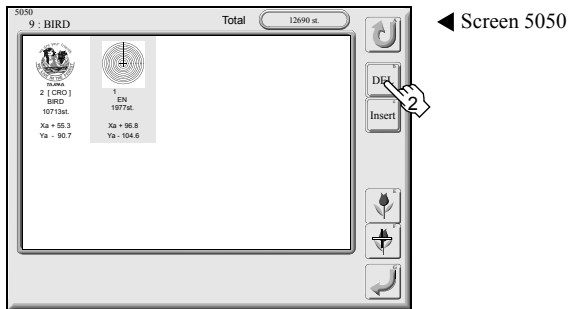 5050
9 : BIRD
Total
12690 st.
◀ Screen 5050
TAJIMA
2 [ CRO ]
BIRD
10713st.
Xa + 55.3
Ya - 90.7
1
EN
1977st.
Xa + 96.8
Ya - 104.6
DEL
2
Insert